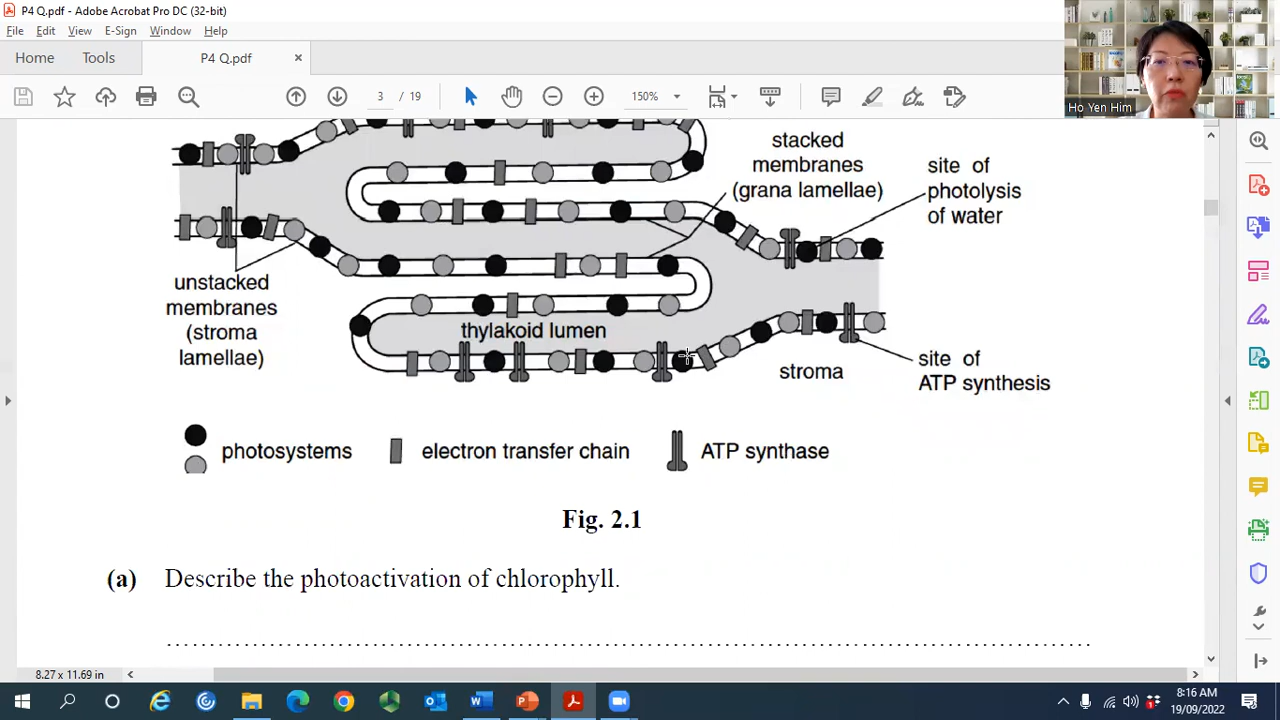 P4 Q.pdf - Adobe Acrobat Pro DC (32-bit)
File Edit View E-Sign Window Help
Home Tools P4 Q.pdf ×
3 / 19 150%
Ho Yen Him
stacked
membranes
(grana lamellae)
site of
photolysis
of water
unstacked
membranes
(stroma
lamellae)
thylakoid lumen
stroma
site of
ATP synthesis
photosystems electron transfer chain ATP synthase
Fig. 2.1
(a) Describe the photoactivation of chlorophyll.
8.27 x 11.69 in
8:16 AM
19/09/2022